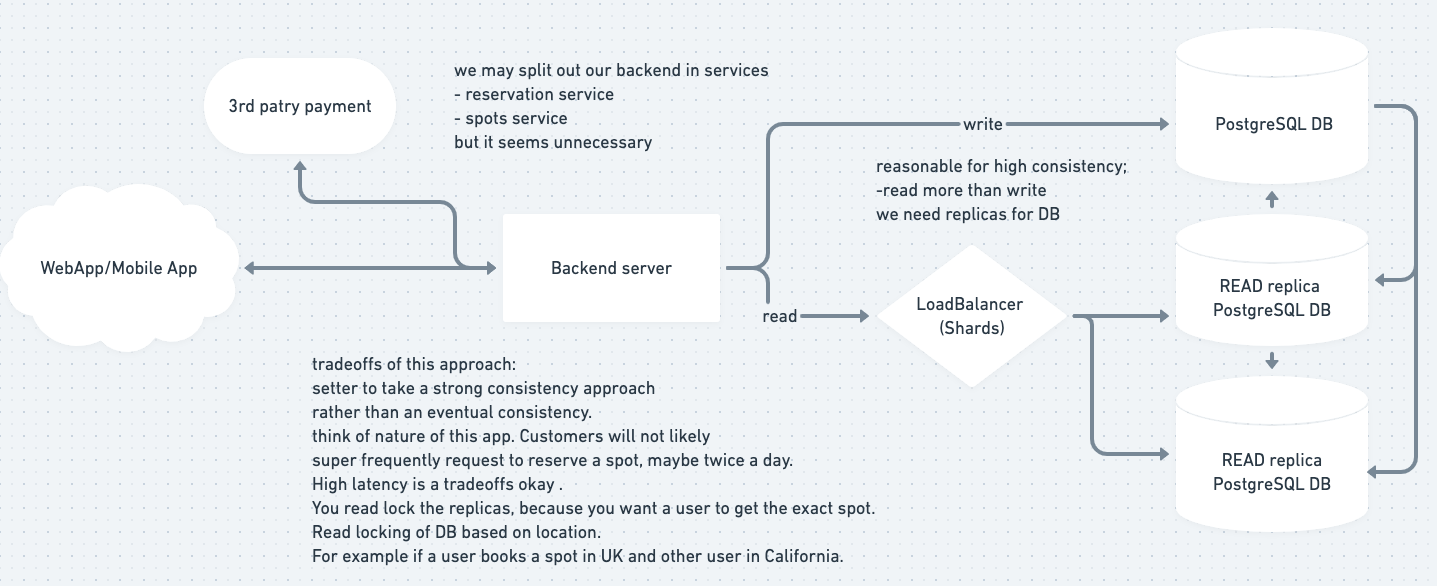 3rd patry payment
we may split out our backend in services
- reservation service
- spots service
but it seems unnecessary
write
PostgreSQL DB
reasonable for high consistency;
-read more than write
we need replicas for DB
WebApp/Mobile App
Backend server
read
LoadBalancer
(Shards)
READ replica
PostgreSQL DB
tradeoffs of this approach:
setter to take a strong consistency approach
rather than an eventual consistency.
think of nature of this app. Customers will not likely
super frequently request to reserve a spot, maybe twice a day.
High latency is a tradeoffs okay .
You read lock the replicas, because you want a user to get the exact spot.
Read locking of DB based on location.
For example if a user books a spot in UK and other user in California.
READ replica
PostgreSQL DB